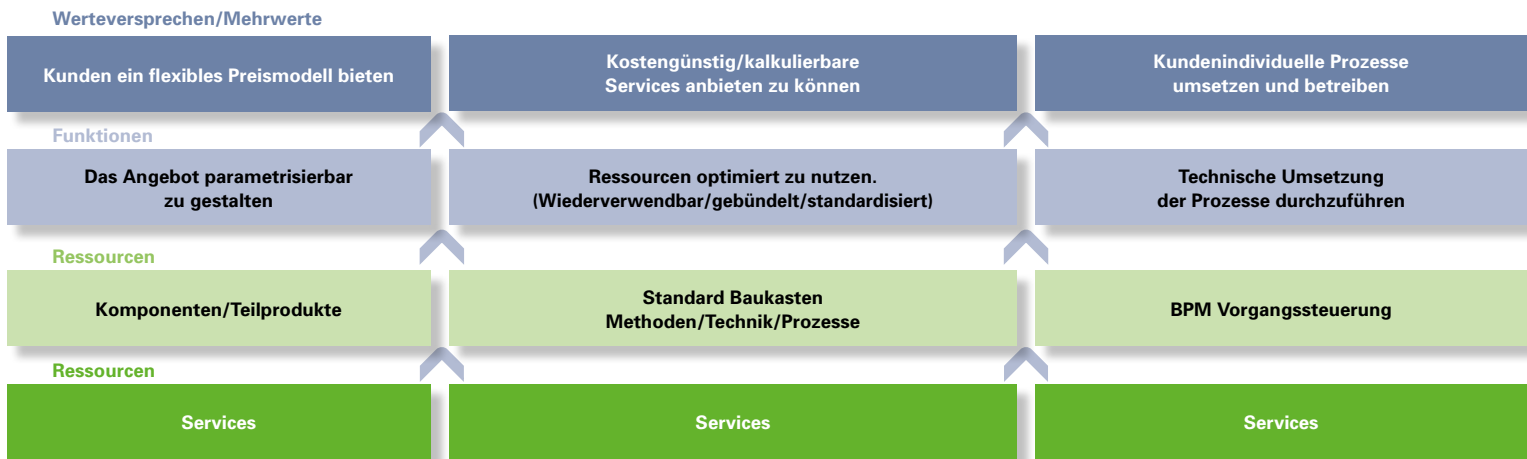 Werteversprechen/Mehrwerte
Kunden ein flexibles Preismodell bieten
Kostengünstig/kalkulierbare
Services anbieten zu können
Kundenindividuelle Prozesse
umsetzen und betreiben
Funktionen
Das Angebot parametrisierbar
zu gestalten
Ressourcen optimiert zu nutzen.
(Wiederverwendbar/gebündelt/standardisiert)
Technische Umsetzung
der Prozesse durchzuführen
Ressourcen
Komponenten/Teilprodukte
Standard Baukasten
Methoden/Technik/Prozesse
BPM Vorgangssteuerung
Ressourcen
Services
Services
Services